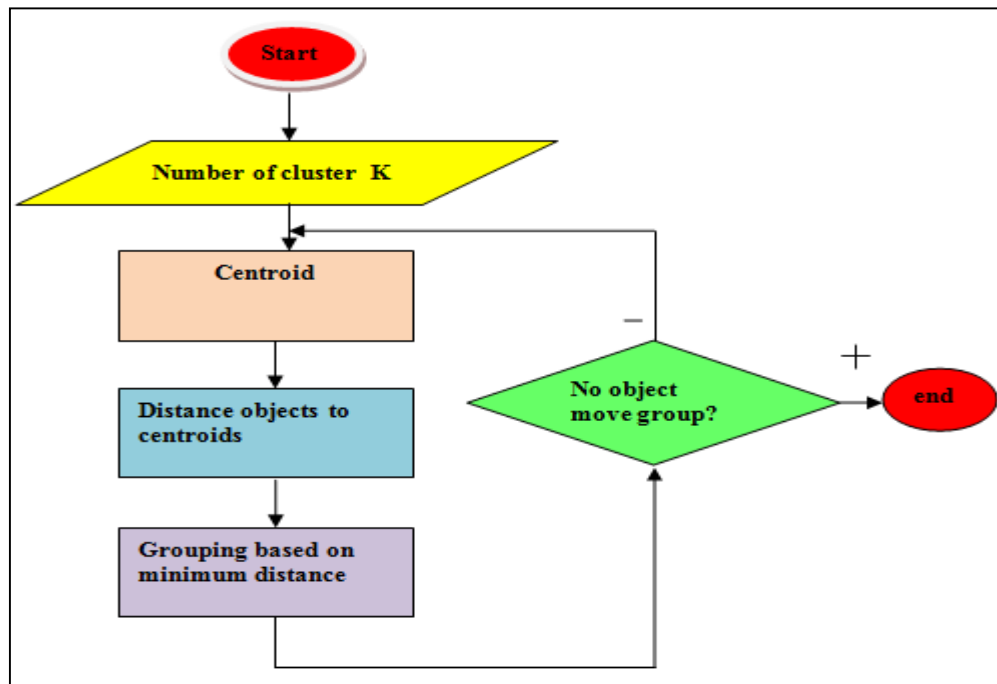 Start
Number of cluster K
Centroid
Distance objects to
centroids
Grouping based on
minimum distance
No object
move group?
−
+
end